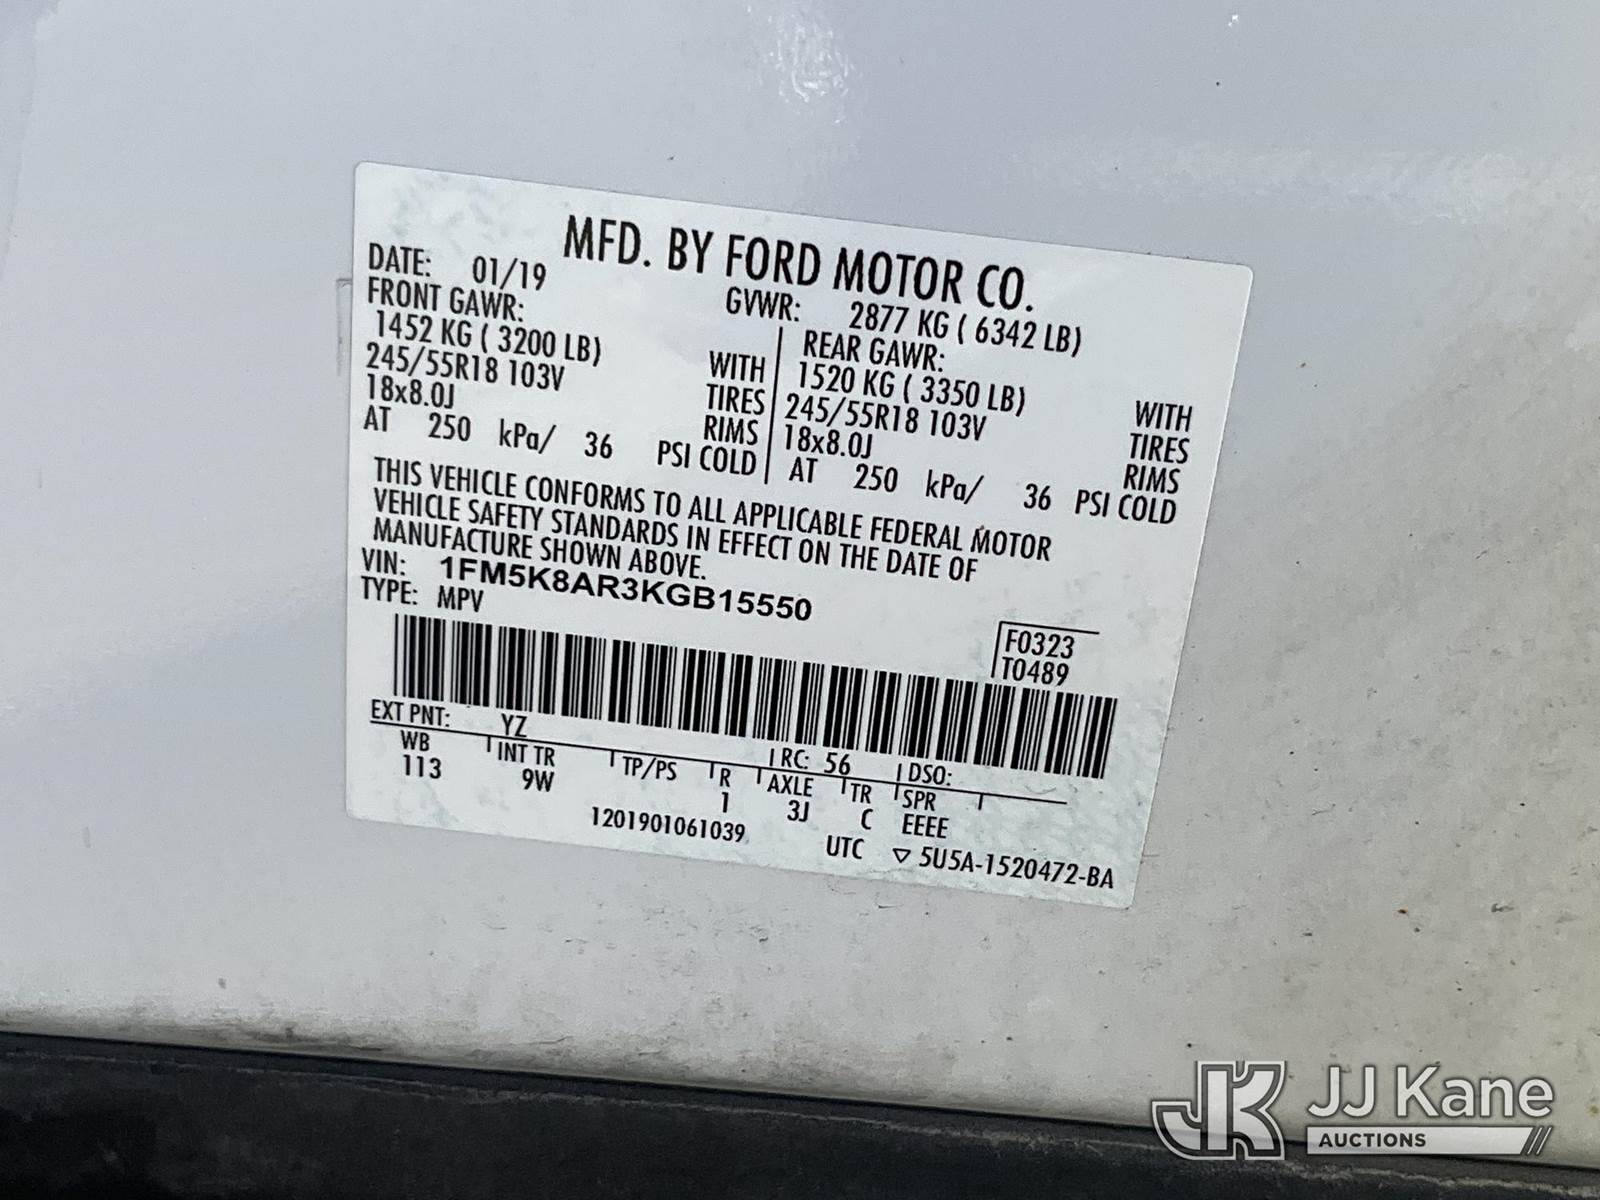 MFD. BY FORD MOTOR CO.
DATE: 01/19
GVWR: 2877 KG ( 6342 LB)
FRONT GAWR:
1452 KG ( 3200 LB) WITH
245/55R18 103V TIRES
18x8.0J RIMS
AT 250 kPa/ 36 PSI COLD
REAR GAWR:
1520 KG ( 3350 LB) WITH
245/55R18 103V TIRES
18x8.0J RIMS
AT 250 kPa/ 36 PSI COLD
THIS VEHICLE CONFORMS TO ALL APPLICABLE FEDERAL MOTOR
VEHICLE SAFETY STANDARDS IN EFFECT ON THE DATE OF
MANUFACTURE SHOWN ABOVE.
VIN: 1FM5K8AR3KGB15550
TYPE: MPV
F0323
T0489
EXT PNT: YZ RC: 56 DSO:
WB INT TR TP/PS R AXLE TR SPR
113 9W 1 3J C EEEE
1201901061039 UTC ▽ 5U5A-1520472-BA
JK JJ Kane
AUCTIONS